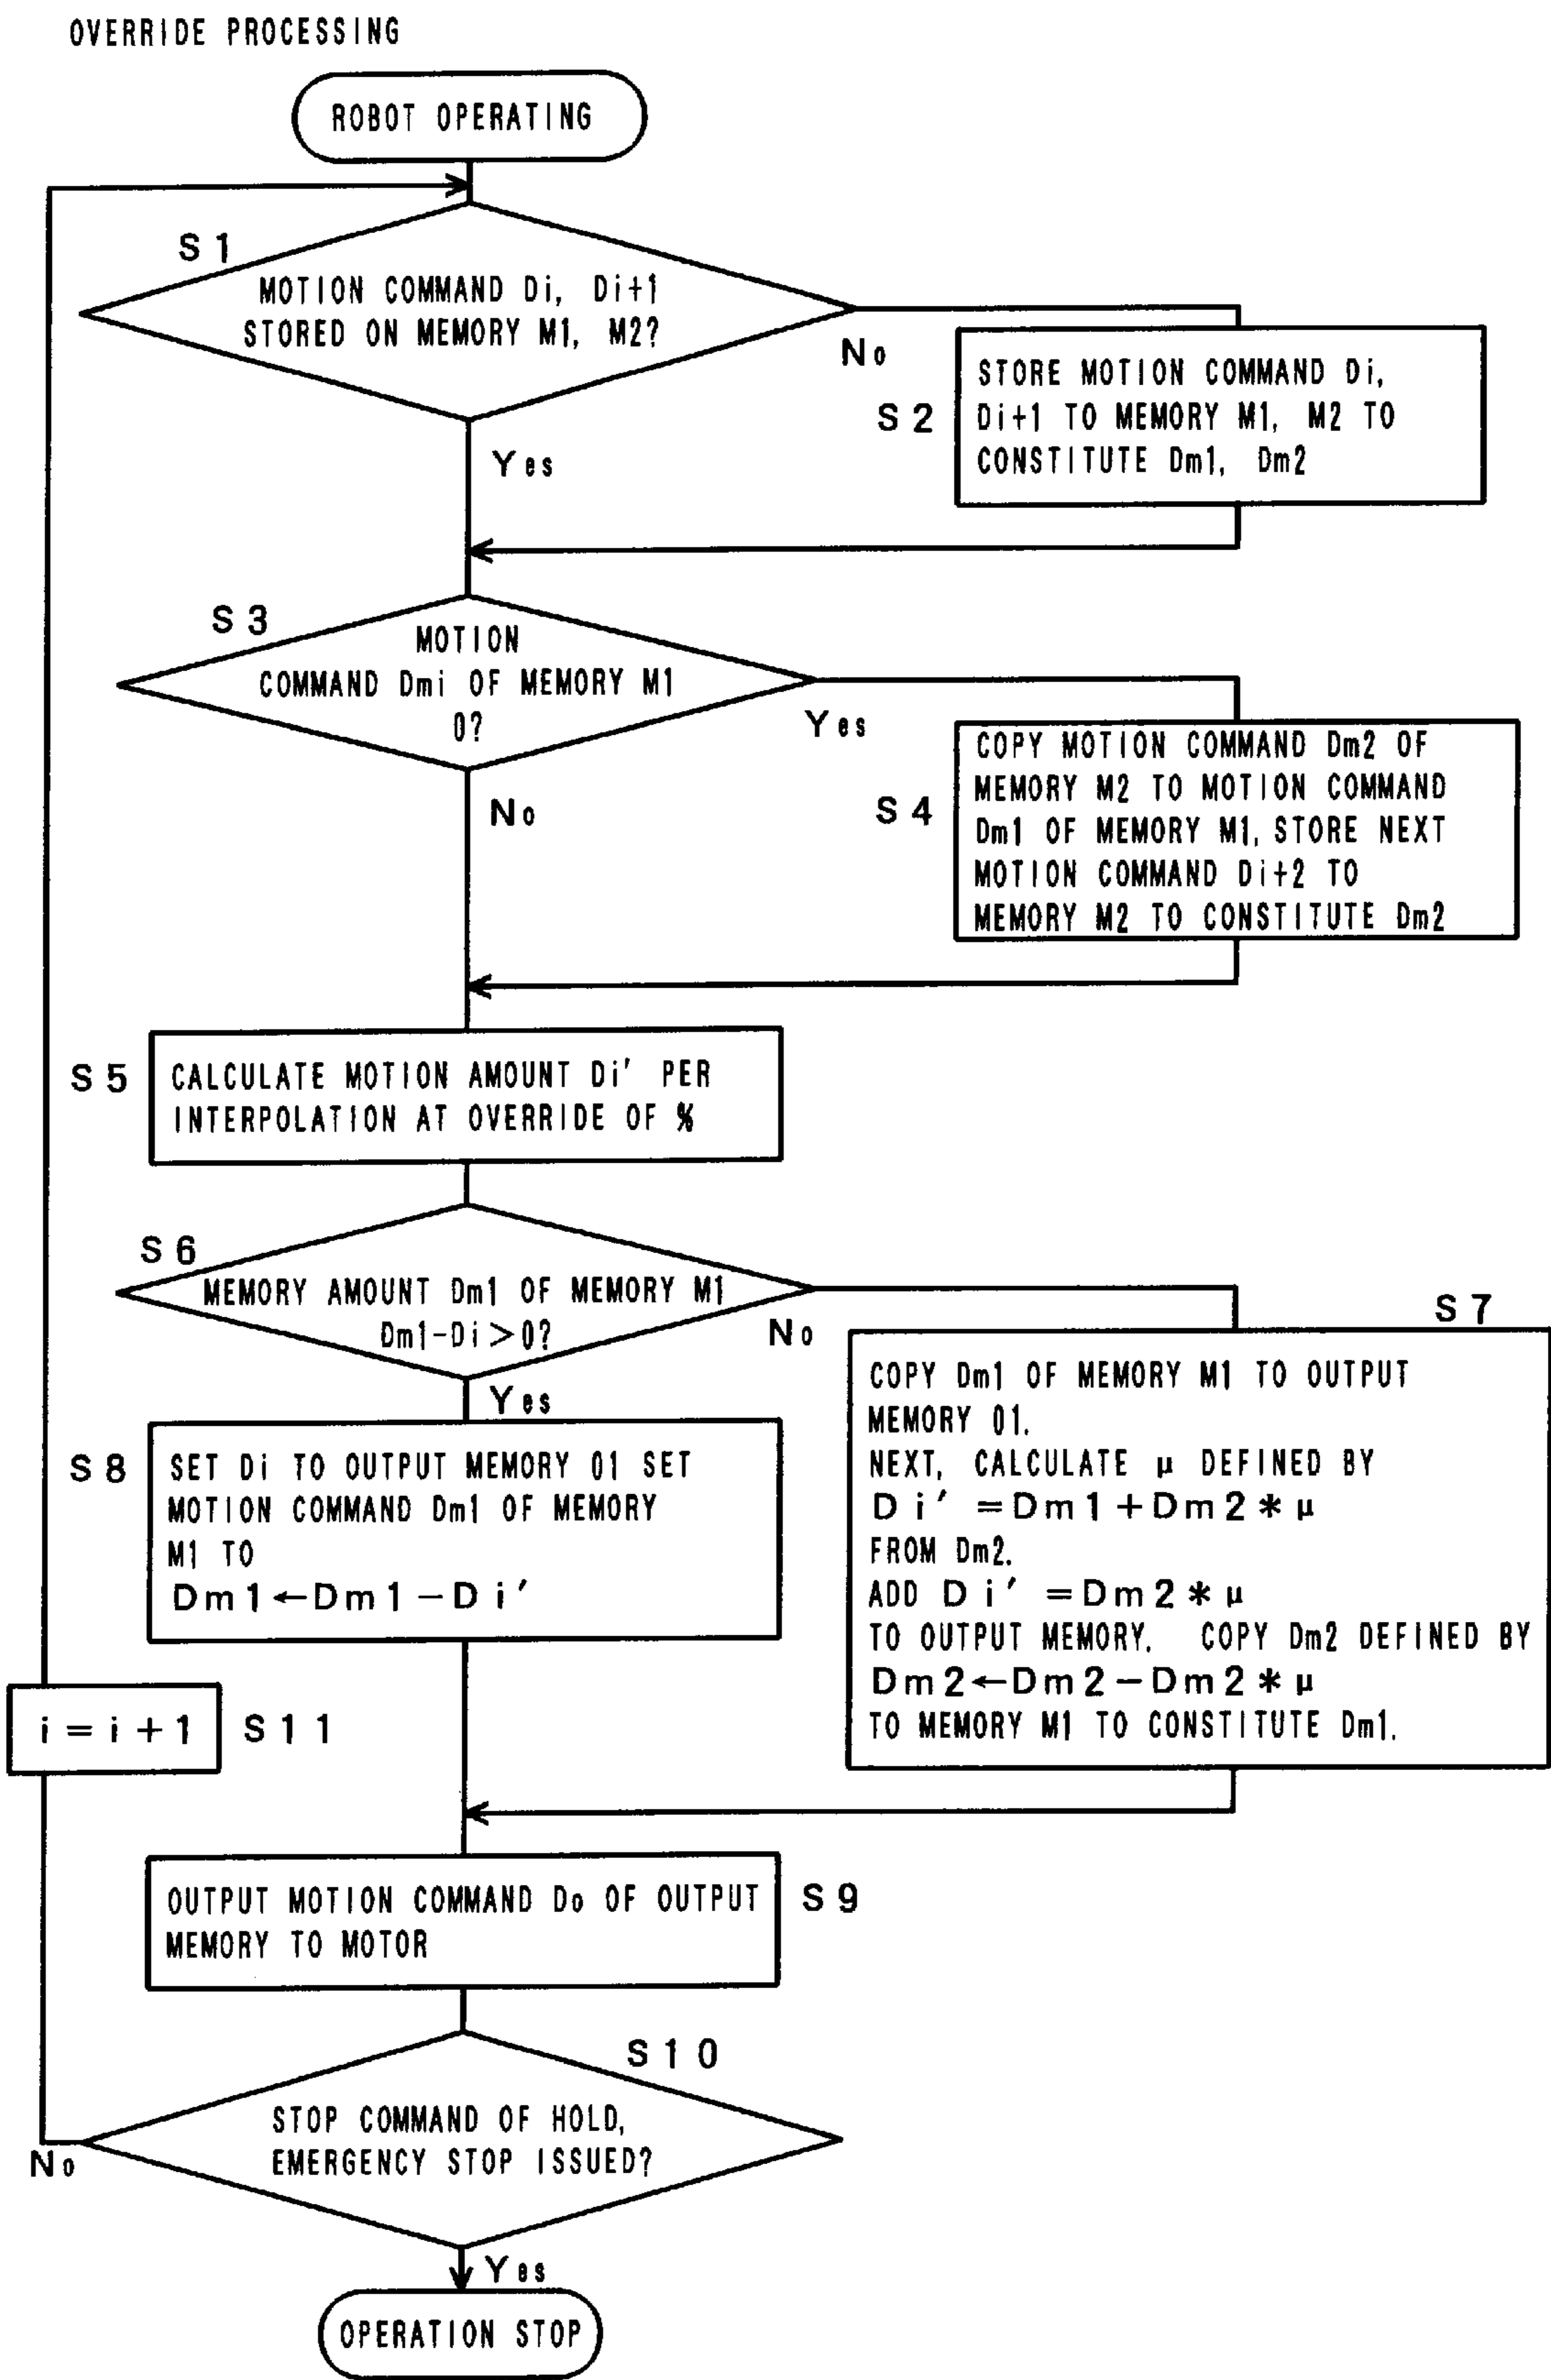 OVERRIDE PROCESSING
ROBOT OPERATING
S1
MOTION COMMAND Di, Di+1
STORED ON MEMORY M1, M2?
No
Yes
S2
STORE MOTION COMMAND Di,
Di+1 TO MEMORY M1, M2 TO
CONSTITUTE Dm1, Dm2
S3
MOTION
COMMAND Dmi OF MEMORY M1
0?
Yes
No
S4
COPY MOTION COMMAND Dm2 OF
MEMORY M2 TO MOTION COMMAND
Dm1 OF MEMORY M1, STORE NEXT
MOTION COMMAND Di+2 TO
MEMORY M2 TO CONSTITUTE Dm2
S5
CALCULATE MOTION AMOUNT Di' PER
INTERPOLATION AT OVERRIDE OF %
S6
MEMORY AMOUNT Dm1 OF MEMORY M1
Dm1-Di>0?
No
Yes
S7
COPY Dm1 OF MEMORY M1 TO OUTPUT
MEMORY O1.
NEXT, CALCULATE μ DEFINED BY
Di' =Dm1+Dm2*μ
FROM Dm2.
ADD Di' =Dm2*μ
TO OUTPUT MEMORY. COPY Dm2 DEFINED BY
Dm2←Dm2-Dm2*μ
TO MEMORY M1 TO CONSTITUTE Dm1.
S8
SET Di TO OUTPUT MEMORY O1 SET
MOTION COMMAND Dm1 OF MEMORY
M1 TO
Dm1←Dm1-Di'
i=i+1
S11
OUTPUT MOTION COMMAND Do OF OUTPUT
MEMORY TO MOTOR
S9
S10
STOP COMMAND OF HOLD,
EMERGENCY STOP ISSUED?
No
Yes
OPERATION STOP